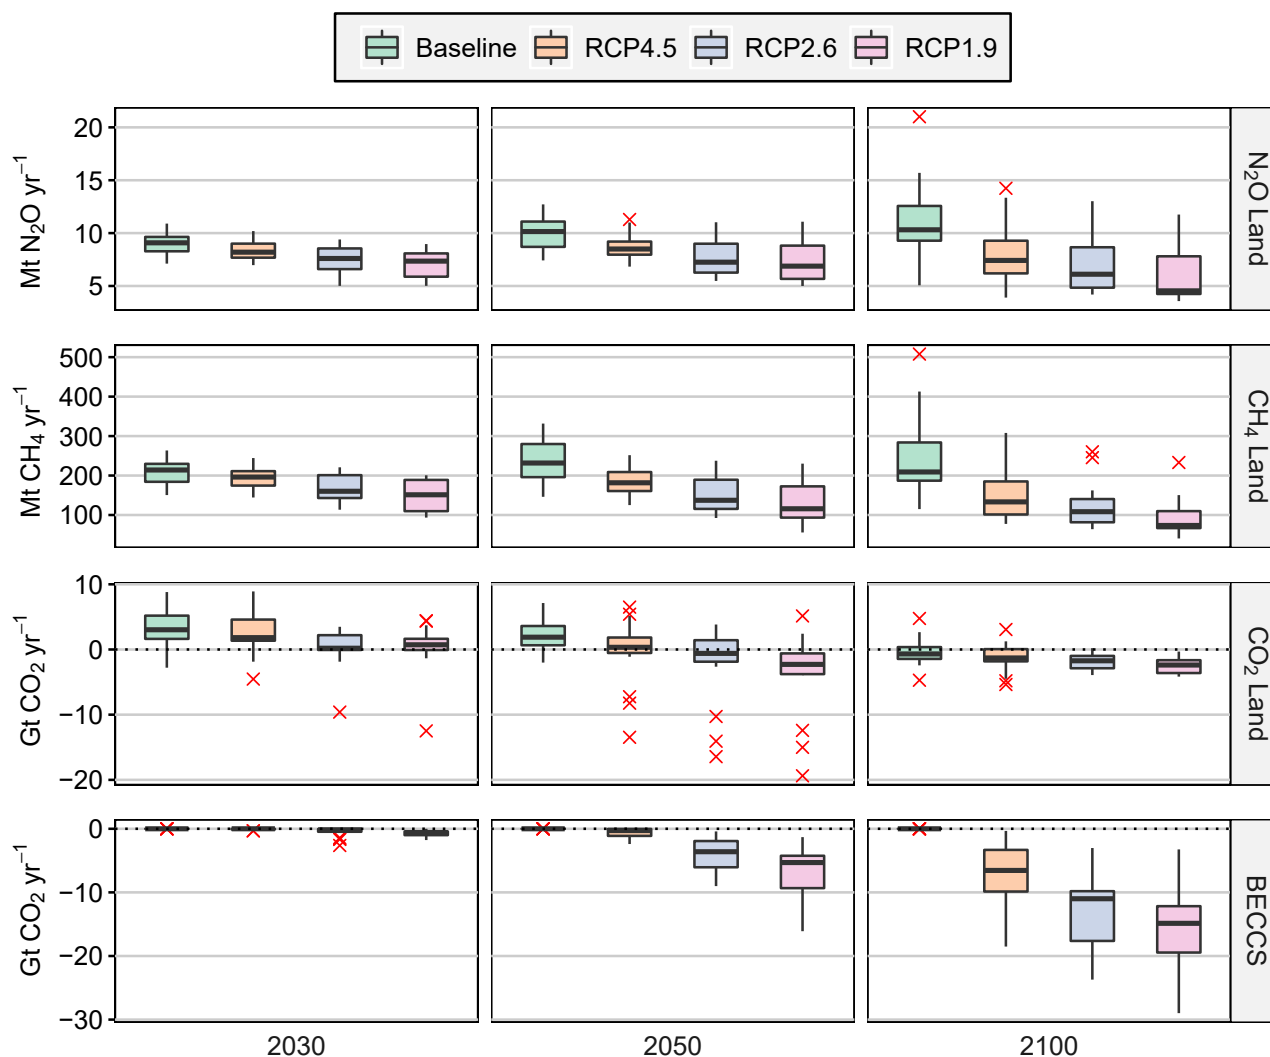 Baseline RCP4.5 RCP2.6 RCP1.9
Mt N₂O yr⁻¹
20
15
10
5
N₂O Land
Mt CH₄ yr⁻¹
500
400
300
200
100
CH₄ Land
Gt CO₂ yr⁻¹
10
0
−10
−20
CO₂ Land
Gt CO₂ yr⁻¹
0
−10
−20
−30
BECCS
2030 2050 2100